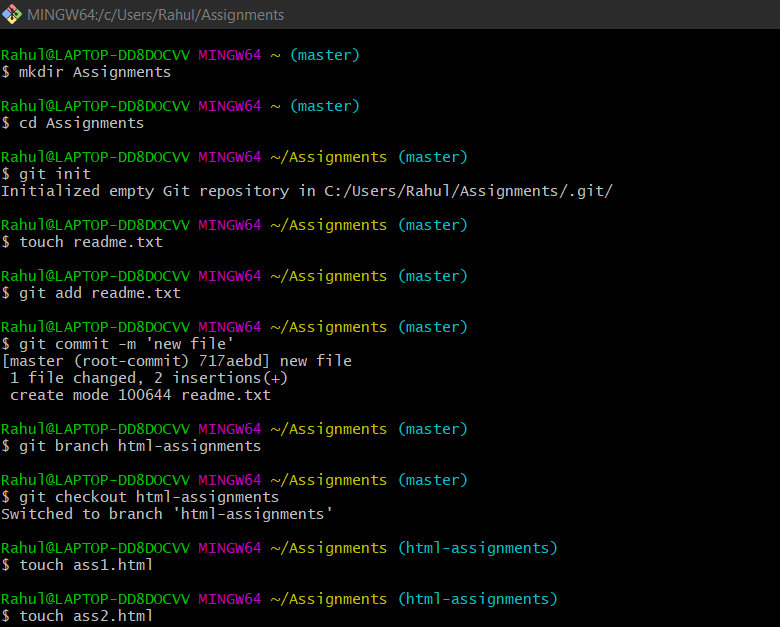 MINGW64:/c/Users/Rahul/Assignments
Rahul@LAPTOP-DD8DOCVV MINGW64 ~ (master)
$ mkdir Assignments
Rahul@LAPTOP-DD8DOCVV MINGW64 ~ (master)
$ cd Assignments
Rahul@LAPTOP-DD8DOCVV MINGW64 ~/Assignments (master)
$ git init
Initialized empty Git repository in C:/Users/Rahul/Assignments/.git/
Rahul@LAPTOP-DD8DOCVV MINGW64 ~/Assignments (master)
$ touch readme.txt
Rahul@LAPTOP-DD8DOCVV MINGW64 ~/Assignments (master)
$ git add readme.txt
Rahul@LAPTOP-DD8DOCVV MINGW64 ~/Assignments (master)
$ git commit -m 'new file'
[master (root-commit) 717aebd] new file
1 file changed, 2 insertions(+)
create mode 100644 readme.txt
Rahul@LAPTOP-DD8DOCVV MINGW64 ~/Assignments (master)
$ git branch html-assignments
Rahul@LAPTOP-DD8DOCVV MINGW64 ~/Assignments (master)
$ git checkout html-assignments
Switched to branch 'html-assignments'
Rahul@LAPTOP-DD8DOCVV MINGW64 ~/Assignments (html-assignments)
$ touch ass1.html
Rahul@LAPTOP-DD8DOCVV MINGW64 ~/Assignments (html-assignments)
$ touch ass2.html